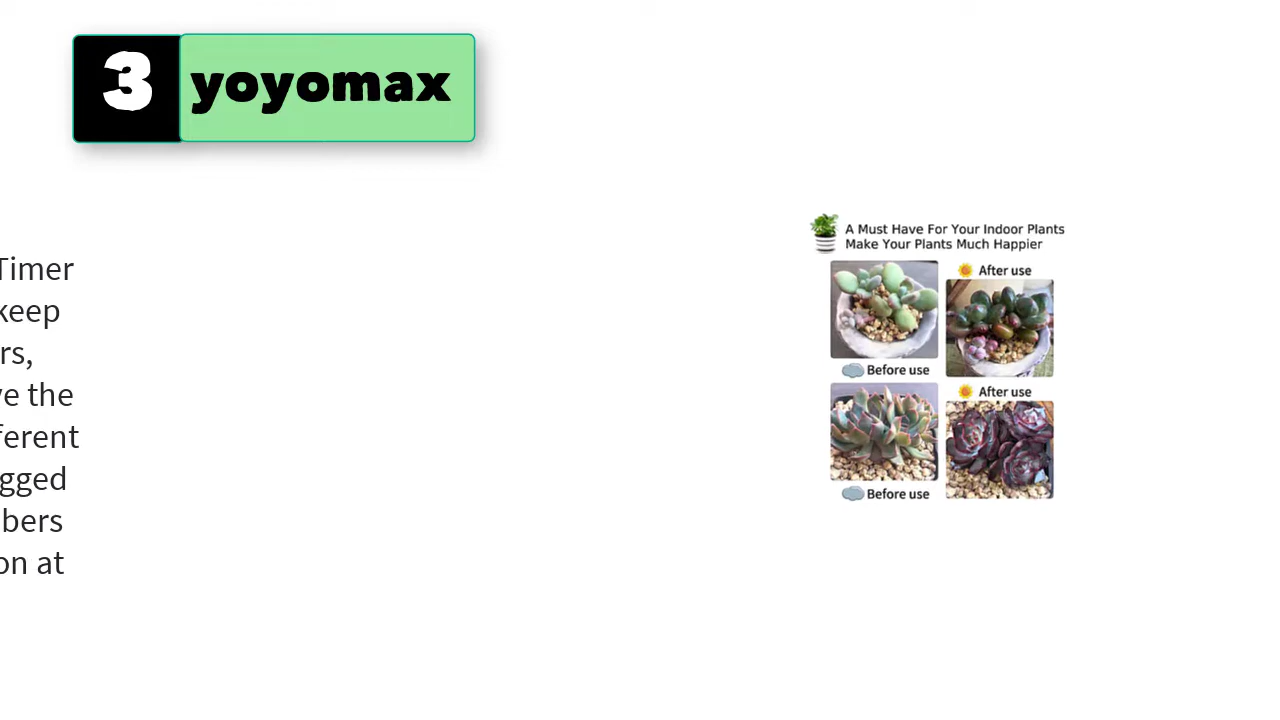 3 yoyomax
Timer
keep
rs,
the
gged
bers
on at
A Must Have For Your Indoor Plants
Make Your Plants Much Happier
After use
Before use
After use
Before use